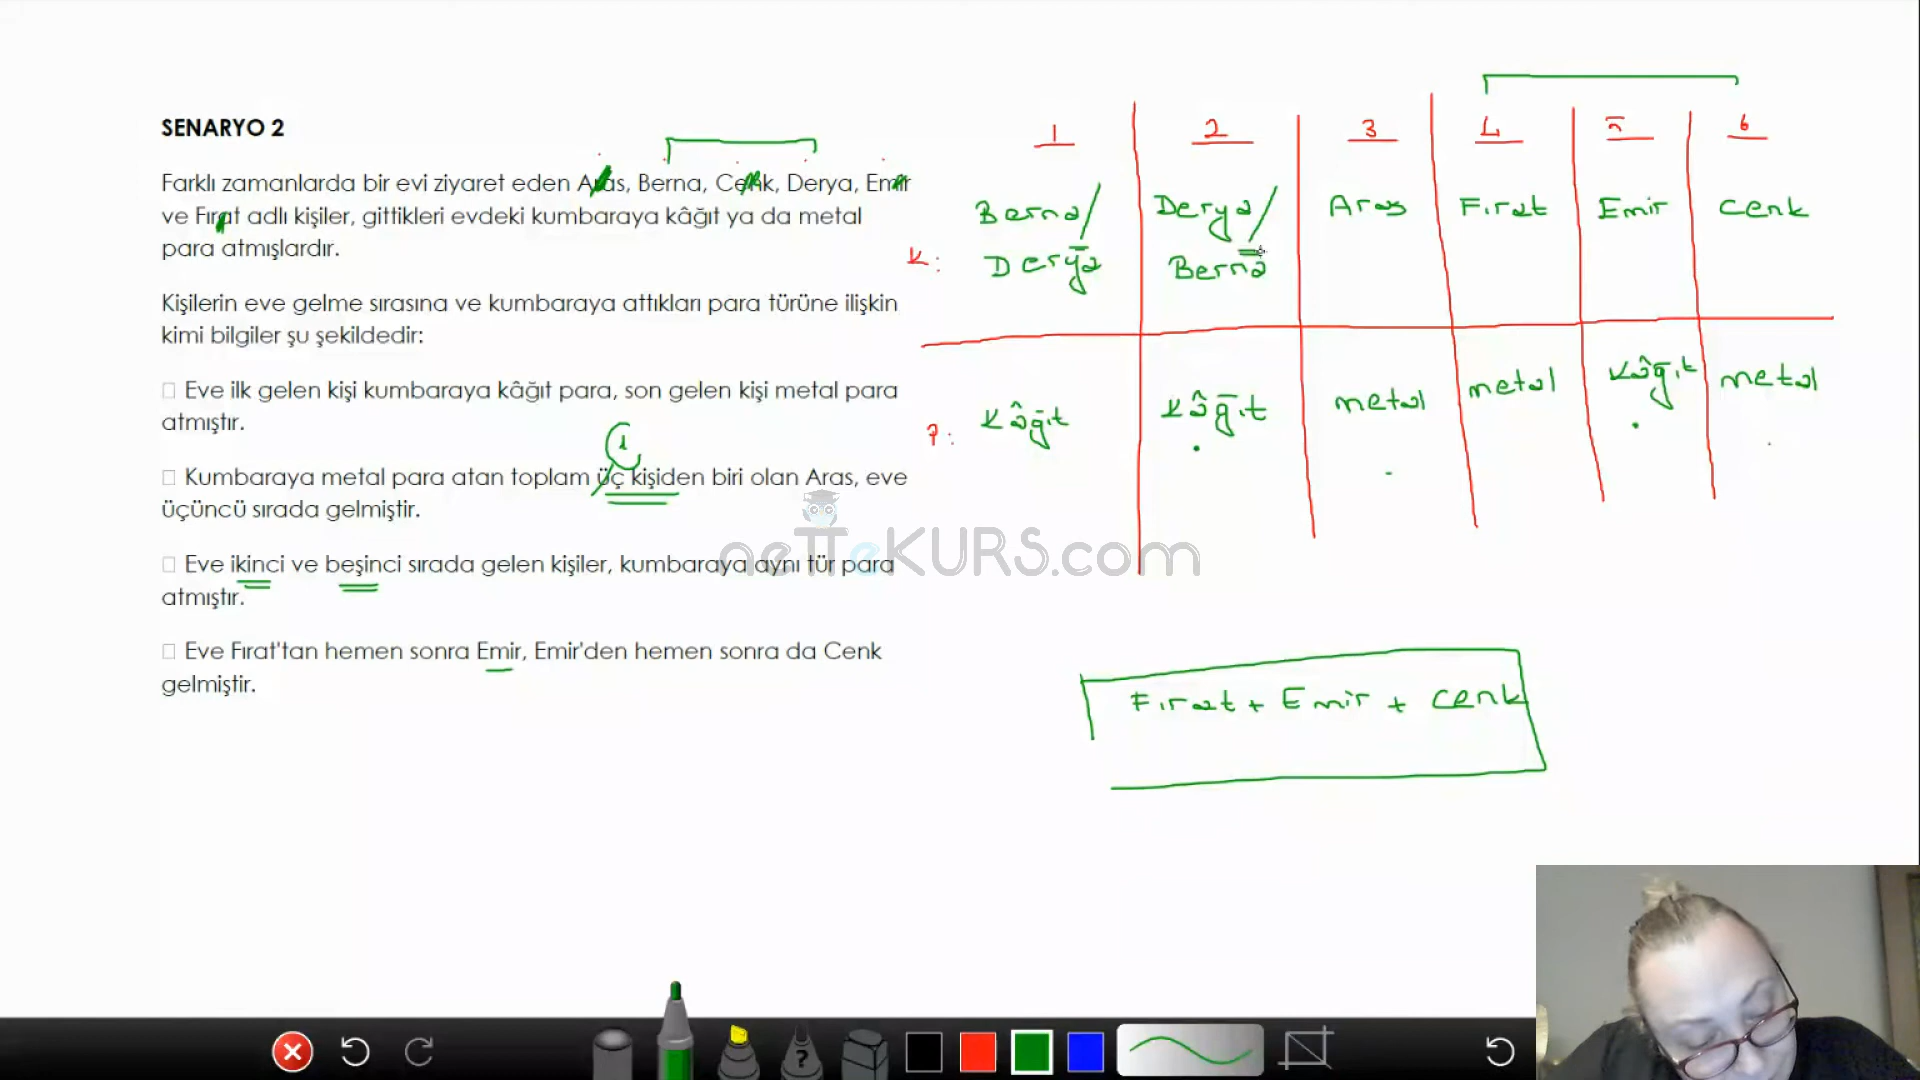 SENARYO 2
Farklı zamanlarda bir evi ziyaret eden Aras, Berna, Cenk, Derya, Emir
ve Fırat adlı kişiler, gittikleri evdeki kumbaraya kâğıt ya da metal
para atmışlardır.
Kişilerin eve gelme sırasına ve kumbaraya attıkları para türüne ilişkin
kimi bilgiler şu şekildedir:
Eve ilk gelen kişi kumbaraya kâğıt para, son gelen kişi metal para
atmıştır.
1
Kumbaraya metal para atan toplam üç kişiden biri olan Aras, eve
üçüncü sırada gelmiştir.
Eve ikinci ve beşinci sırada gelen kişiler, kumbaraya aynı tür para
atmıştır.
Eve Fırat'tan hemen sonra Emir, Emir'den hemen sonra da Cenk
gelmiştir.
1 2 3 4 5 6
Berna/ Derya/ Aras Fırat Emir Cenk
K: Derya Berna
P: Kâğıt Kâğıt metal metal Kâğıt metal
netteKURS.com
Fırat + Emir + Cenk
?